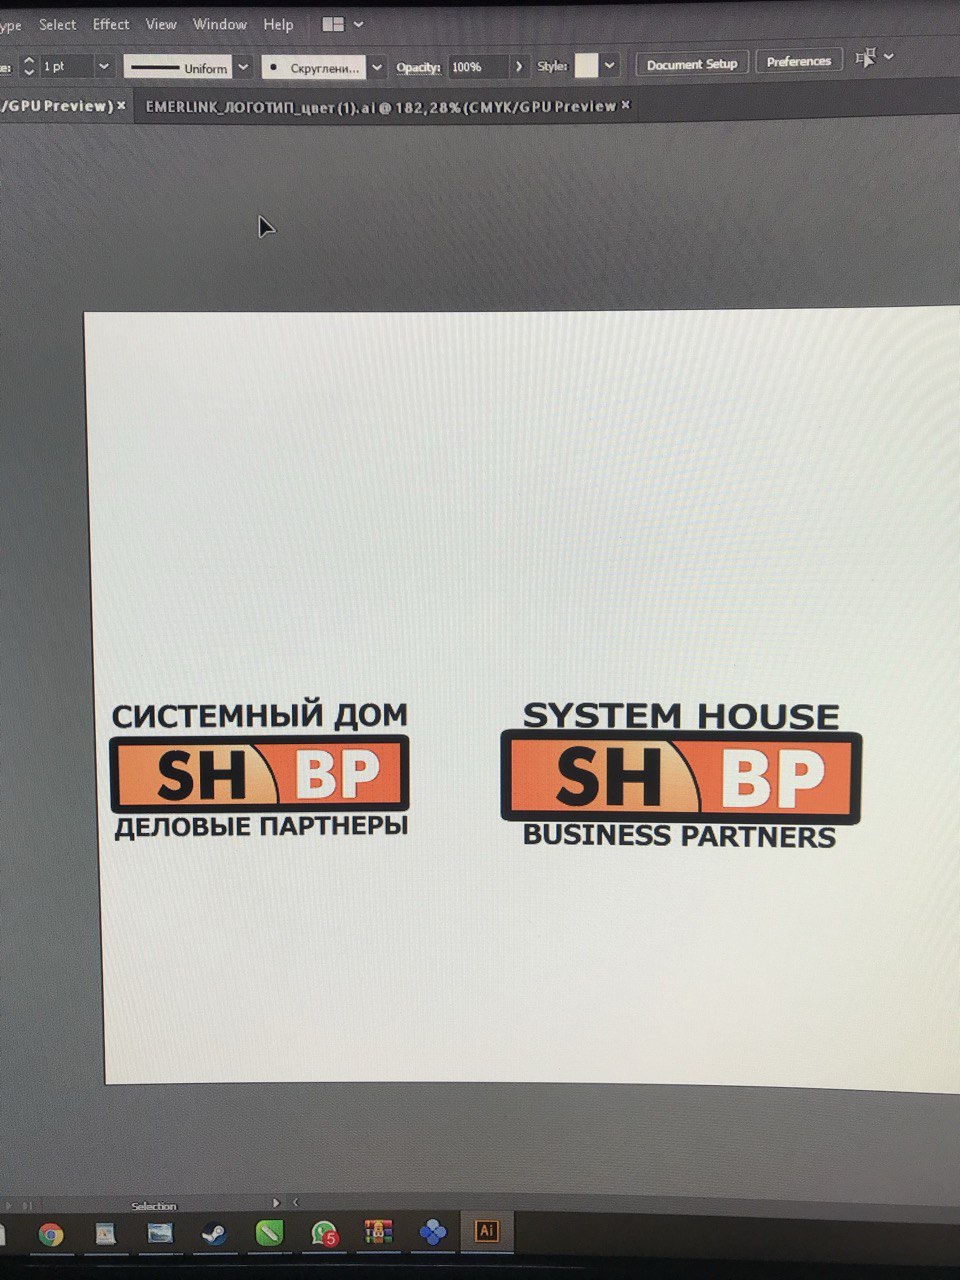 ype Select Effect View Window Help
e: 1 pt Uniform Скруглени... Opacity: 100% Style: Document Setup Preferences
/GPU Preview) × EMERLINK_ЛОГОТИП_цвет(1).ai @ 182,28% (CMYK/GPU Preview ×
СИСТЕМНЫЙ ДОМ
SH BP
ДЕЛОВЫЕ ПАРТНЕРЫ
SYSTEM HOUSE
SH BP
BUSINESS PARTNERS
Selection
5
Ai